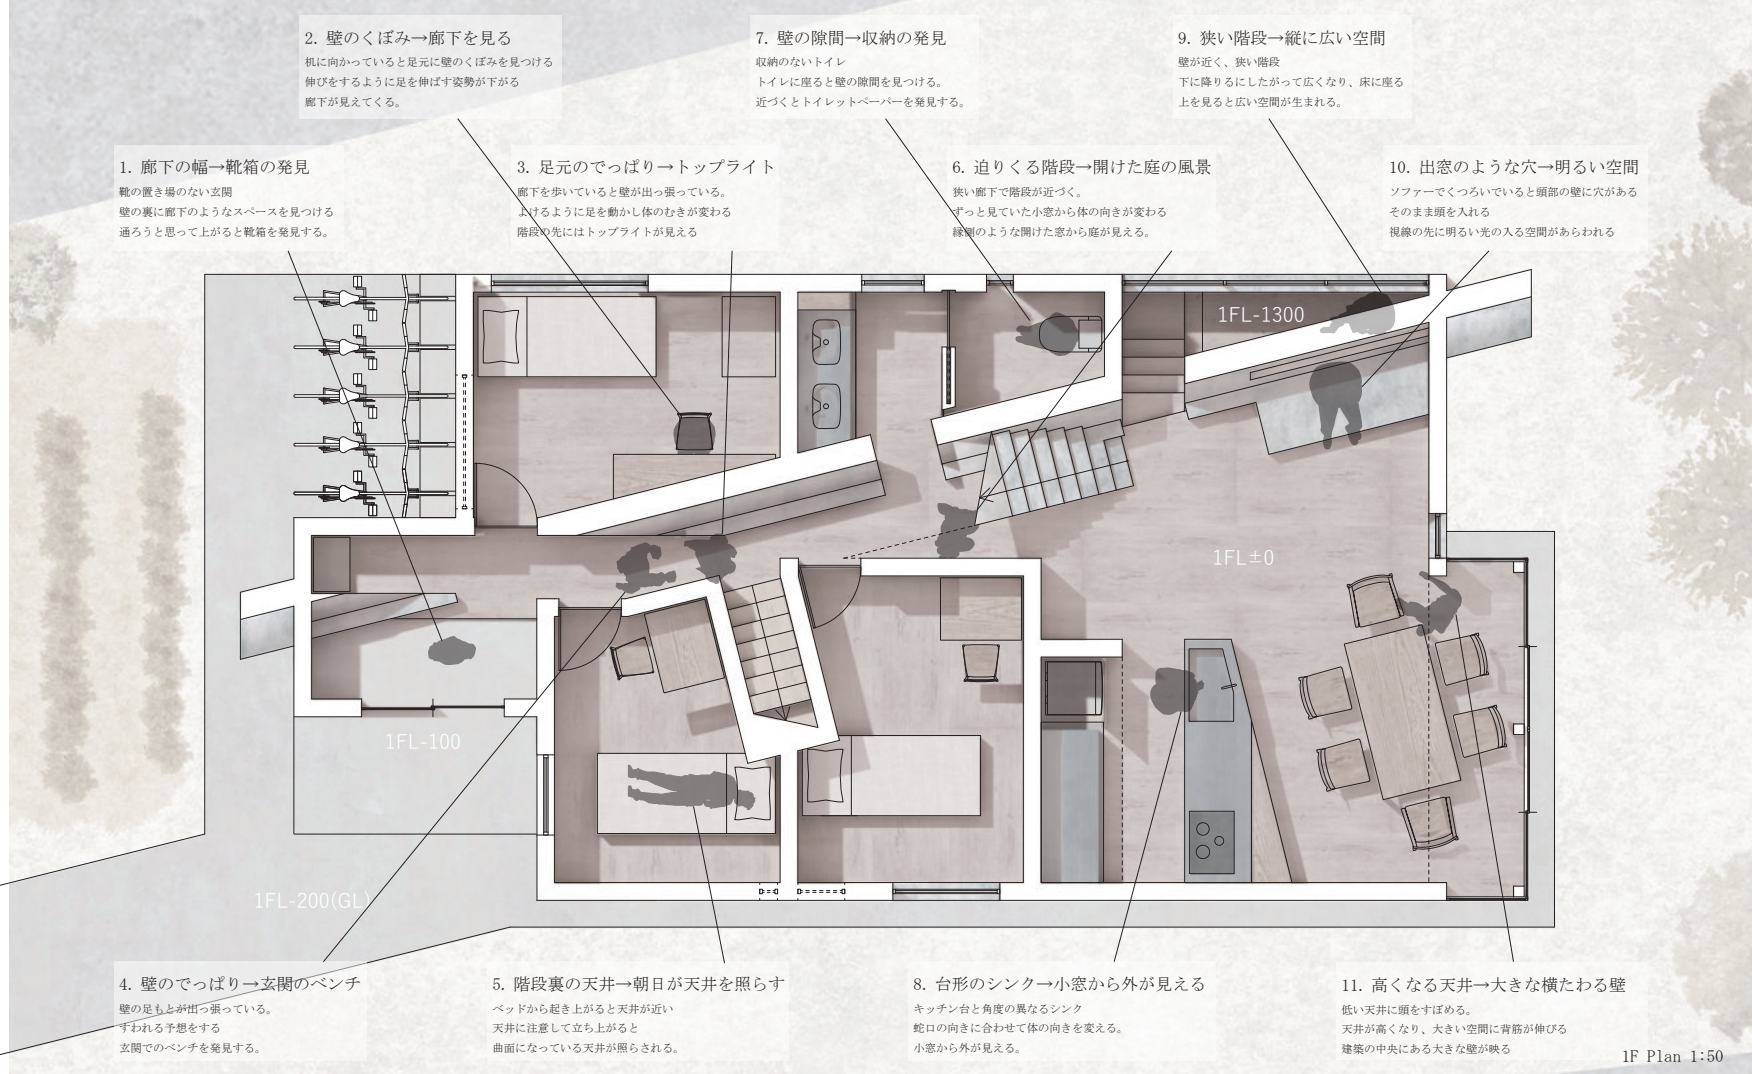 2. 壁のくぼみ→廊下を見る
机に向かっていると足元に壁のくぼみを見つける
伸びをするように足を伸ばす姿勢が下がる
廊下が見えてくる。
7. 壁の隙間→収納の発見
収納のないトイレ
トイレに座ると壁の隙間を見つける。
近づくとトイレットペーパーを発見する。
9. 狭い階段→縦に広い空間
壁が近く、狭い階段
下に降りるにしたがって広くなり、床に座る
上を見ると広い空間が生まれる。
1. 廊下の幅→靴箱の発見
靴の置き場のない玄関
壁の裏に廊下のようなスペースを見つける
通ろうと思って上がると靴箱を発見する。
3. 足元のでっぱり→トップライト
廊下を歩いていると壁が出っ張っている。
よけるように足を動かし体のむきが変わる
階段の先にはトップライトが見える
6. 迫りくる階段→開けた庭の風景
狭い廊下で階段が近づく。
ずっと見ていた小窓から体の向きが変わる
縁側のような開けた窓から庭が見える。
10. 出窓のような穴→明るい空間
ソファーでくつろいでいると頭部の壁に穴がある
そのまま頭を入れる
視線の先に明るい光の入る空間があらわれる
1FL-1300
1FL±0
1FL-100
1FL-200(GL)
4. 壁のでっぱり→玄関のベンチ
壁の足もとが出っ張っている。
すわれる予想をする
玄関でのベンチを発見する。
5. 階段裏の天井→朝日が天井を照らす
ベッドから起き上がると天井が近い
天井に注意して立ち上がると
曲面になっている天井が照らされる。
8. 台形のシンク→小窓から外が見える
キッチン台と角度の異なるシンク
蛇口の向きに合わせて体の向きを変える。
小窓から外が見える。
11. 高くなる天井→大きな横たわる壁
低い天井に頭をすぼめる。
天井が高くなり、大きい空間に背筋が伸びる
建築の中央にある大きな壁が映る
1F Plan 1:50